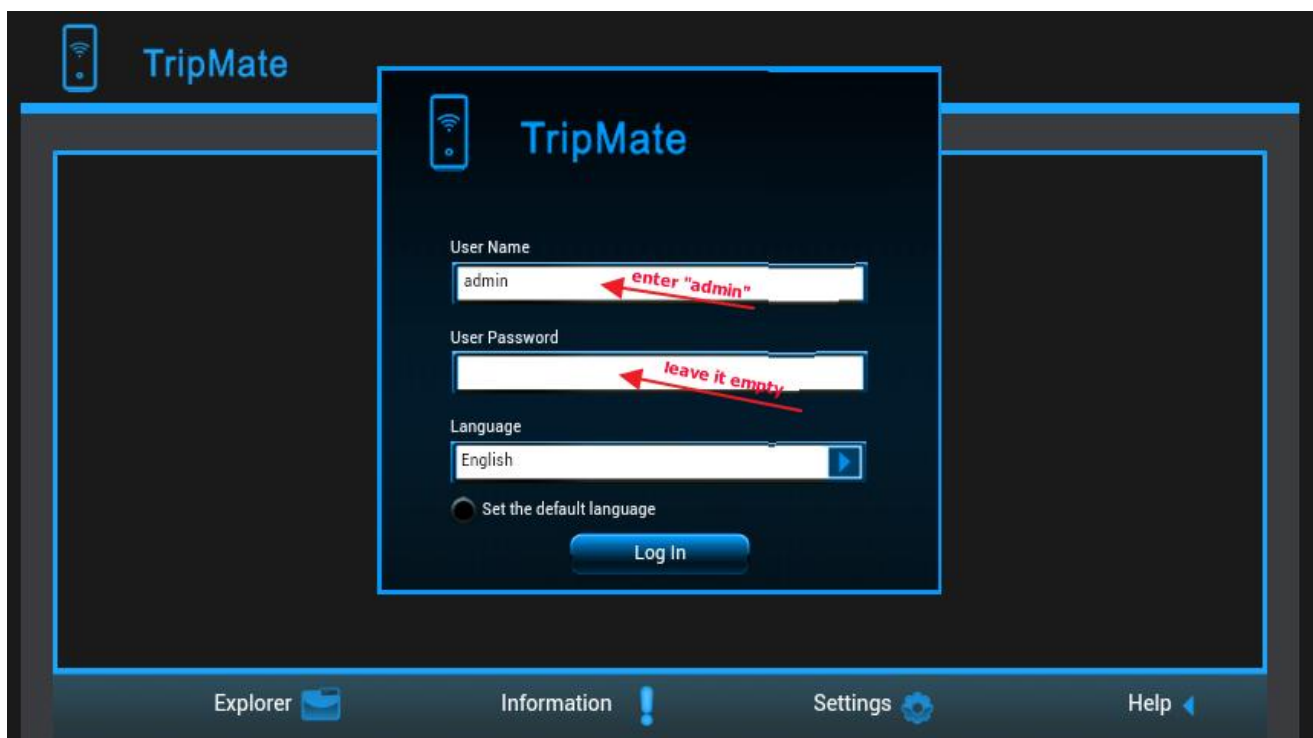 TripMate
TripMate
User Name
admin
enter "admin"
User Password
leave it empty
Language
English
Set the default language
Log In
Explorer
Information
Settings
Help